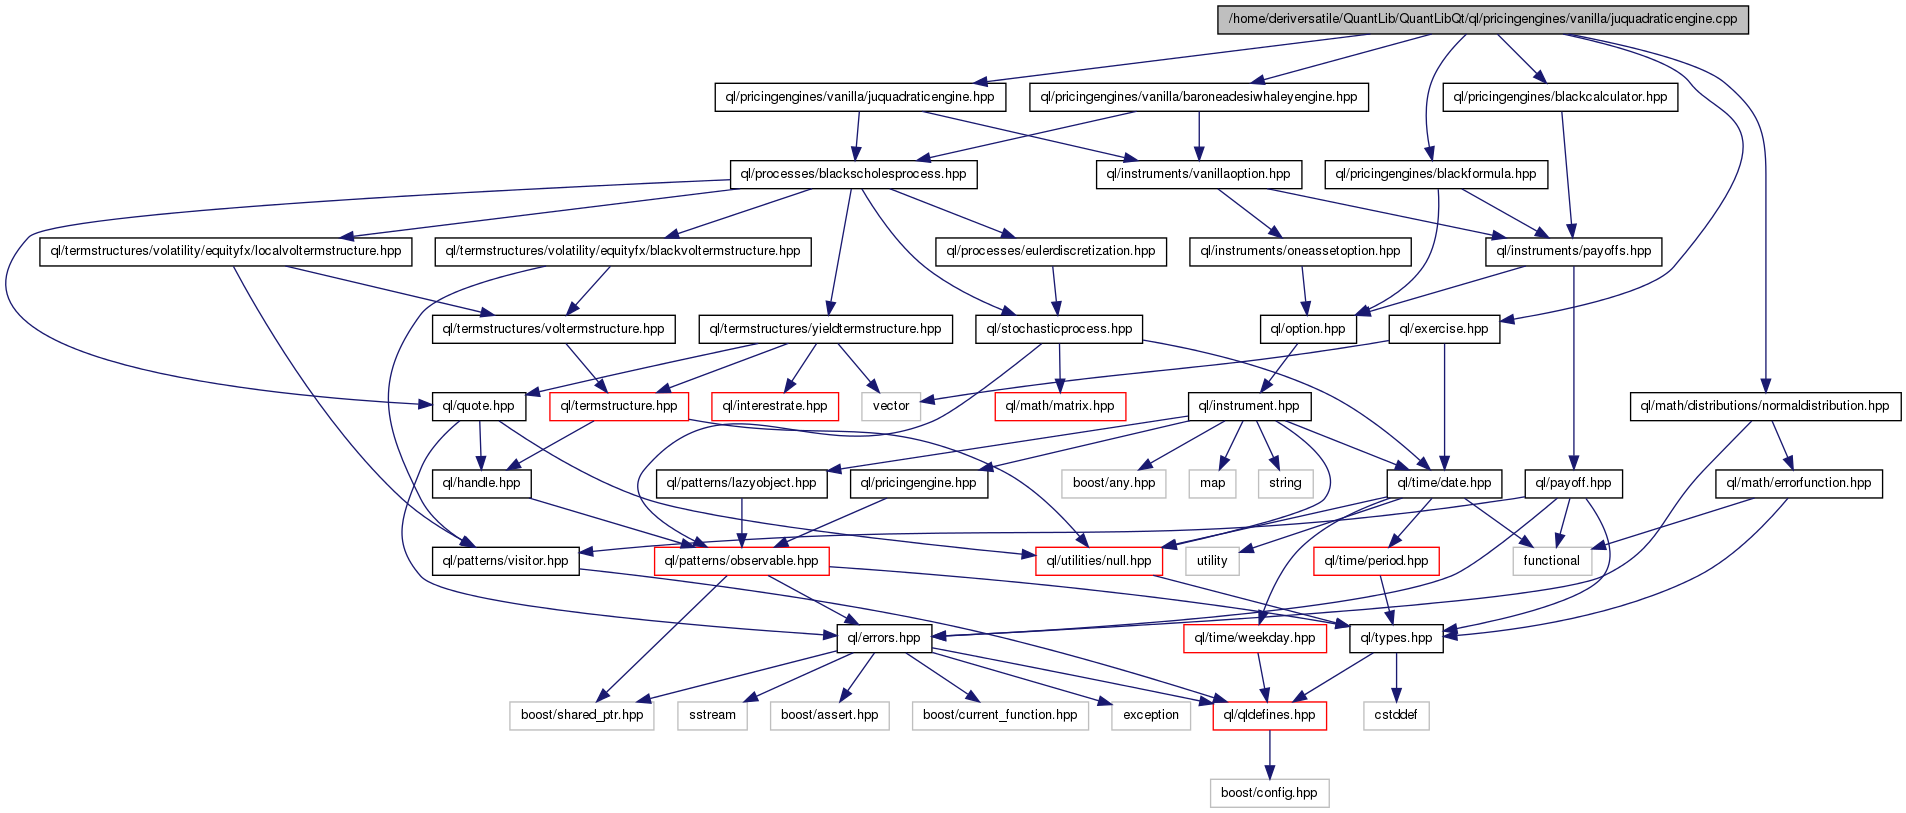 /home/deriversatile/QuantLib/QuantLibQt/ql/pricingengines/vanilla/juquadraticengine.cpp
ql/pricingengines/vanilla/juquadraticengine.hpp
ql/pricingengines/vanilla/baroneadesiwhaleyengine.hpp
ql/pricingengines/blackcalculator.hpp
ql/processes/blackscholesprocess.hpp
ql/instruments/vanillaoption.hpp
ql/pricingengines/blackformula.hpp
ql/termstructures/volatility/equityfx/localvoltermstructure.hpp
ql/termstructures/volatility/equityfx/blackvoltermstructure.hpp
ql/processes/eulerdiscretization.hpp
ql/instruments/oneassetoption.hpp
ql/instruments/payoffs.hpp
ql/termstructures/voltermstructure.hpp
ql/termstructures/yieldtermstructure.hpp
ql/stochasticprocess.hpp
ql/option.hpp
ql/exercise.hpp
ql/quote.hpp
ql/termstructure.hpp
ql/interestrate.hpp
vector
ql/math/matrix.hpp
ql/instrument.hpp
ql/math/distributions/normaldistribution.hpp
ql/handle.hpp
ql/patterns/lazyobject.hpp
ql/pricingengine.hpp
boost/any.hpp
map
string
ql/time/date.hpp
ql/payoff.hpp
ql/math/errorfunction.hpp
ql/patterns/visitor.hpp
ql/patterns/observable.hpp
ql/utilities/null.hpp
utility
ql/time/period.hpp
functional
ql/errors.hpp
ql/time/weekday.hpp
ql/types.hpp
boost/shared_ptr.hpp
sstream
boost/assert.hpp
boost/current_function.hpp
exception
ql/qldefines.hpp
cstddef
boost/config.hpp